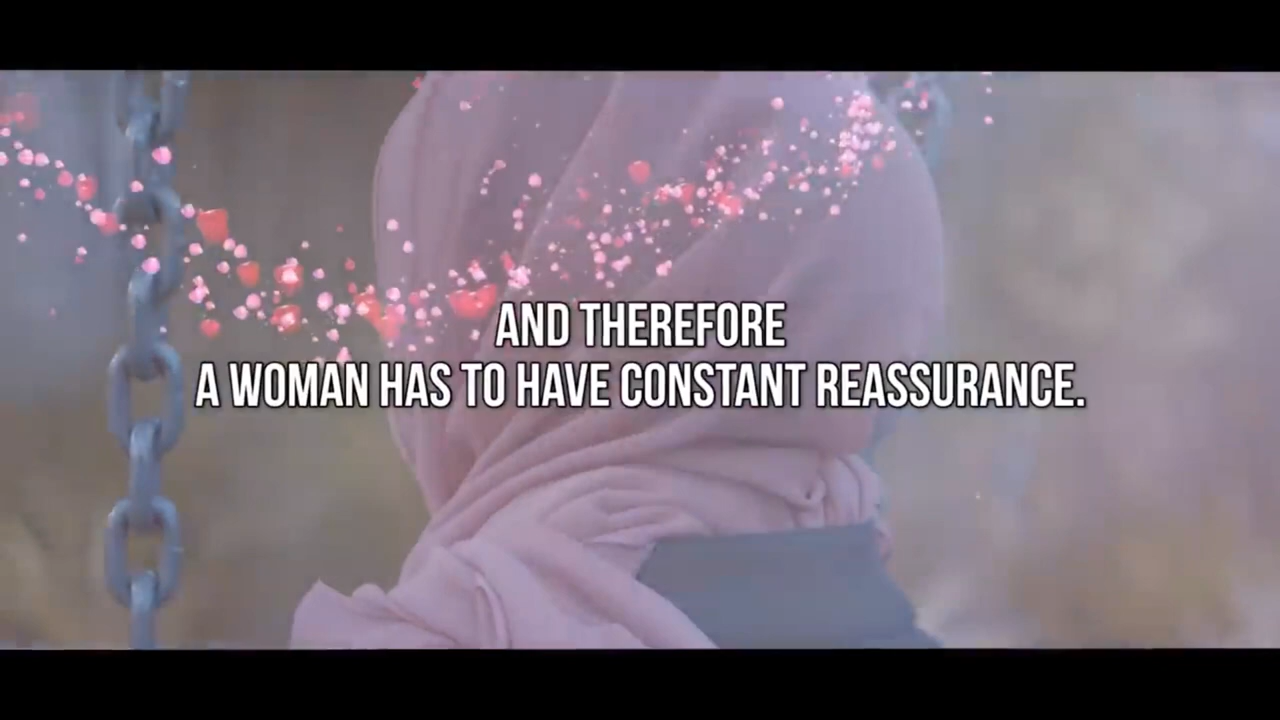 AND THEREFORE
A WOMAN HAS TO HAVE CONSTANT REASSURANCE.